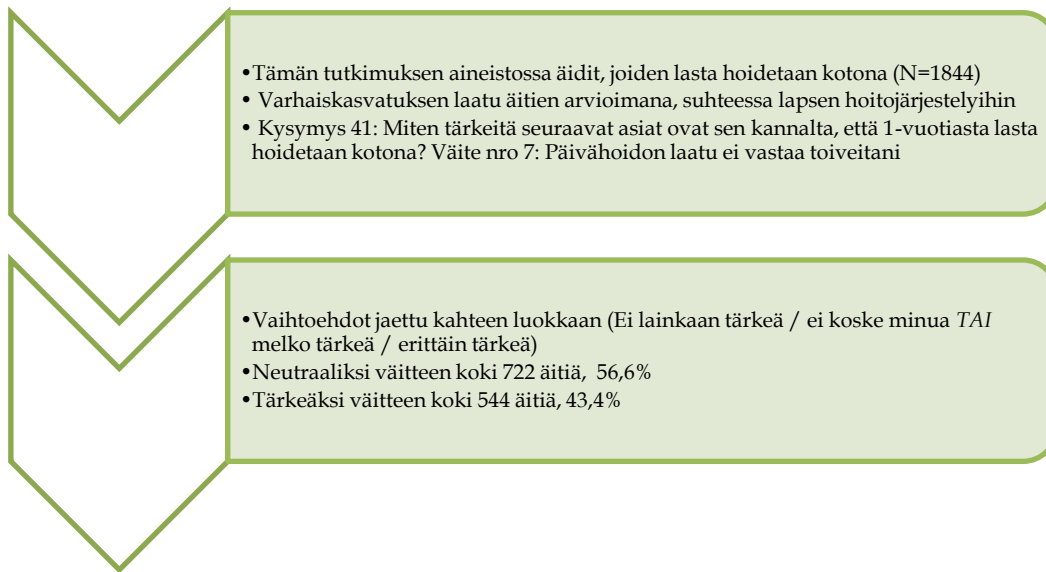 •Tämän tutkimuksen aineistossa äidit, joiden lasta hoidetaan kotona (N=1844)
• Varhaiskasvatuksen laatu äitien arvioimana, suhteessa lapsen hoitojärjestelyihin
• Kysymys 41: Miten tärkeitä seuraavat asiat ovat sen kannalta, että 1-vuotiasta lasta
hoidetaan kotona? Väite nro 7: Päivähoidon laatu ei vastaa toiveitani
•Vaihtoehdot jaettu kahteen luokkaan (Ei lainkaan tärkeä / ei koske minua TAI
melko tärkeä / erittäin tärkeä)
•Neutraaliksi väitteen koki 722 äitiä, 56,6%
•Tärkeäksi väitteen koki 544 äitiä, 43,4%